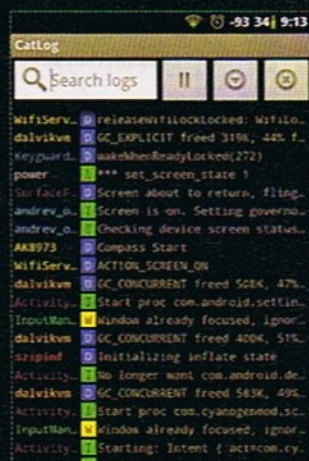 -93 34 9:13
CatLog
Search logs
WifiServ… D releaseWifiLockLocked: WifiLo…
dalvikvm D GC_EXPLICIT freed 319K, 44% f…
Keyguard… D wakeWhenReadyLocked(272)
power I *** set_screen_state 1
SurfaceF… D Screen about to return, fling…
andrev_o… I Screen is on. Setting governo…
andrev_o… I Checking device screen status…
AK8973 D Compass Start
WifiServ… D ACTION_SCREEN_ON
dalvikvm D GC_CONCURRENT freed 508K, 47%…
Activity… I Start proc com.android.settin…
InputMan… W Window already focused, ignor…
dalvikvm D GC_CONCURRENT freed 400K, 51%…
szipinf D Initializing inflate state
Activity… I No longer want com.android.de…
dalvikvm D GC_CONCURRENT freed 583K, 49%…
Activity… I Start proc com.cyanogenmod.sc…
InputMan… W Window already focused, ignor…
Activity… I Starting: Intent { act=com.cy…